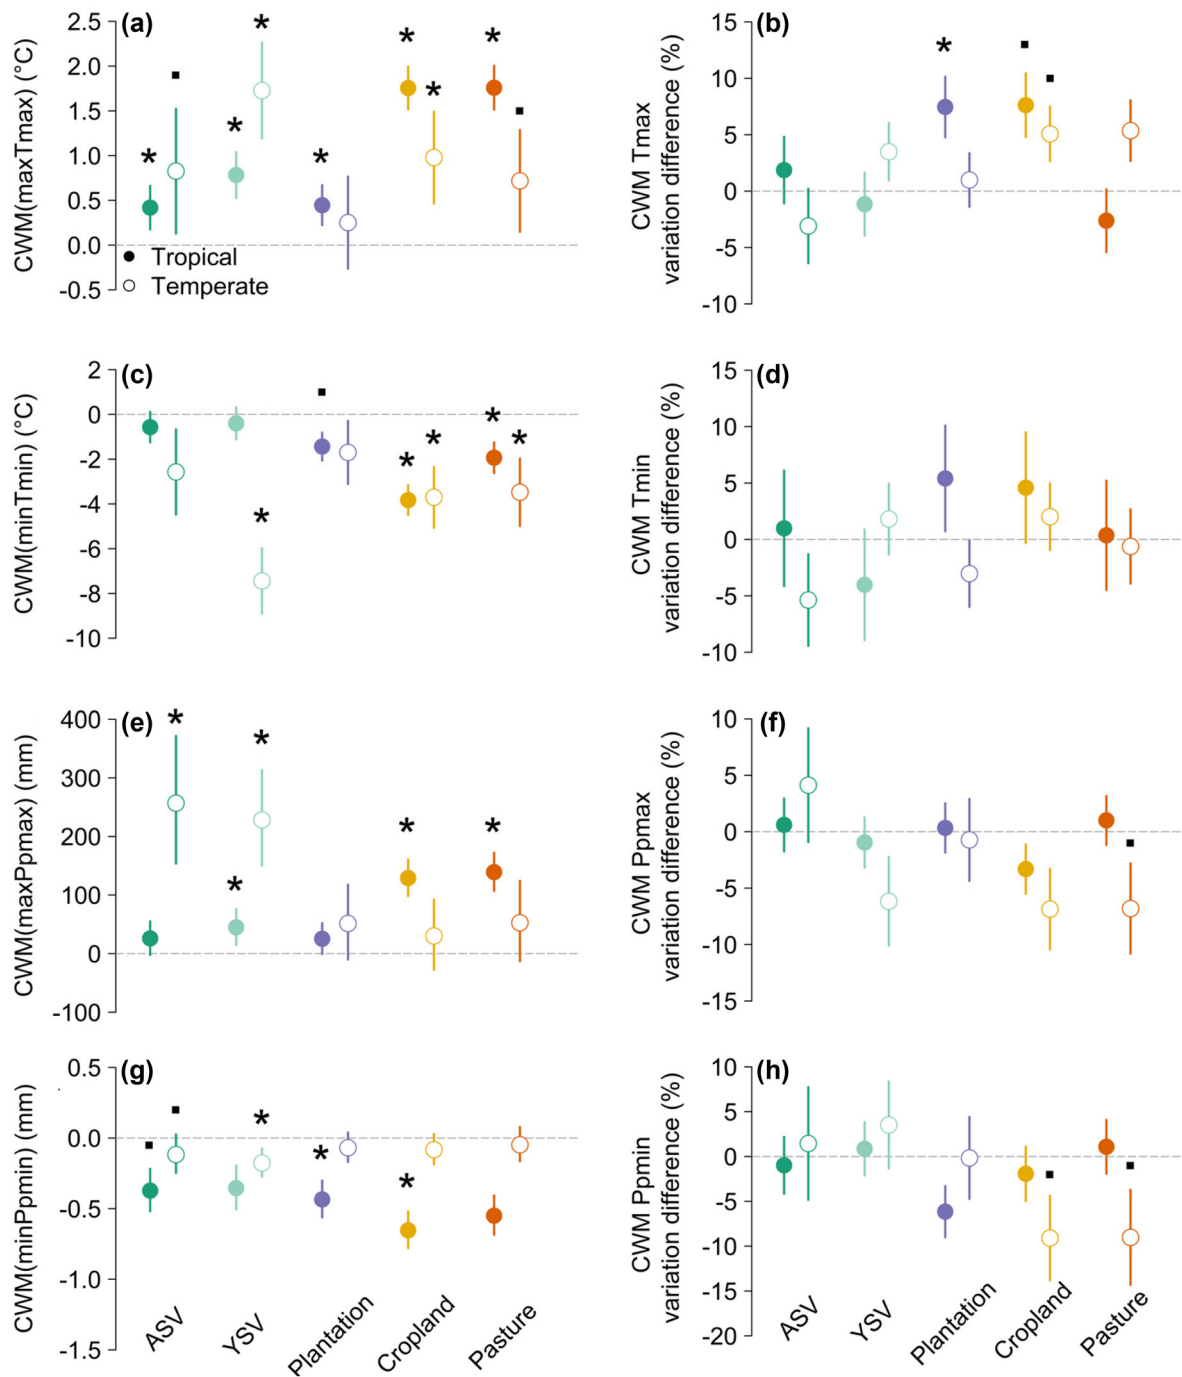 (a)
CWM(maxTmax) (°C)
2.5
2.0
1.5
1.0
0.5
0.0
-0.5
* ▪ * * * * * * * ▪
Tropical
Temperate
(b)
CWM Tmax
variation difference (%)
15
10
5
0
-5
-10
* ▪ ▪
(c)
CWM(minTmin) (°C)
2
0
-2
-4
-6
-8
-10
* ▪ * * * *
(d)
CWM Tmin
variation difference (%)
15
10
5
0
-5
-10
(e)
CWM(maxPpmax) (mm)
400
300
200
100
0
-100
* * * * *
(f)
CWM Ppmax
variation difference (%)
10
5
0
-5
-10
-15
▪
(g)
CWM(minPpmin) (mm)
0.5
0.0
-0.5
-1.0
-1.5
▪ ▪ * * *
ASV
YSV
Plantation
Cropland
Pasture
(h)
CWM Ppmin
variation difference (%)
10
5
0
-5
-10
-15
-20
▪ ▪
ASV
YSV
Plantation
Cropland
Pasture